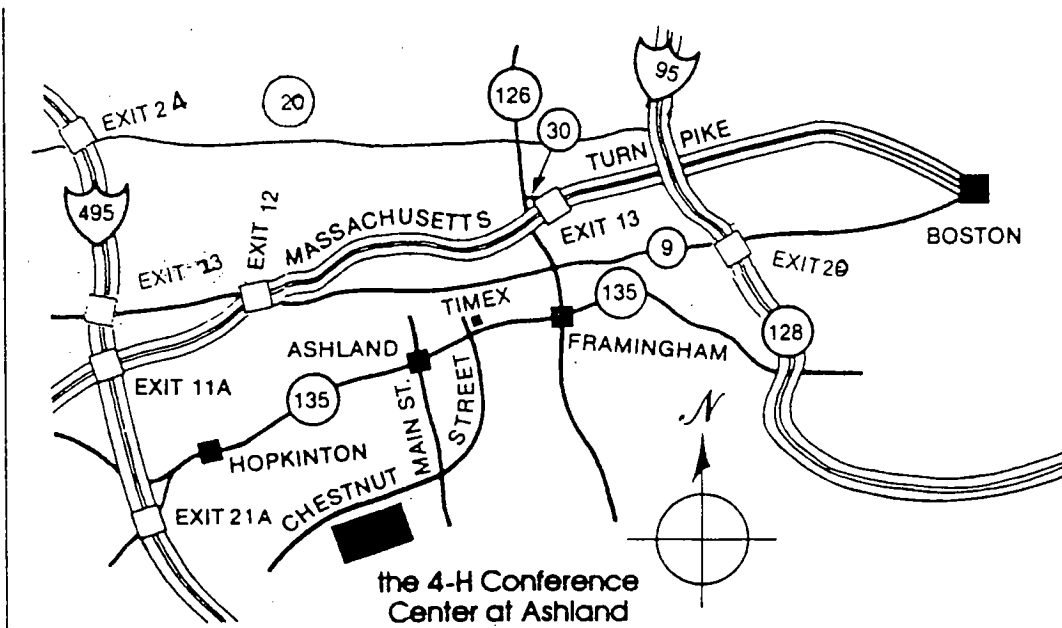 EXIT 24
20
126
95
30
TURN PIKE
495
EXIT 12
MASSACHUSETTS
EXIT 13
BOSTON
EXIT 23
9
EXIT 20
TIMEX
135
ASHLAND
FRAMINGHAM
128
EXIT 11A
135
MAIN ST.
STREET
N
HOPKINTON
CHESTNUT
EXIT 21A
the 4-H Conference
Center at Ashland